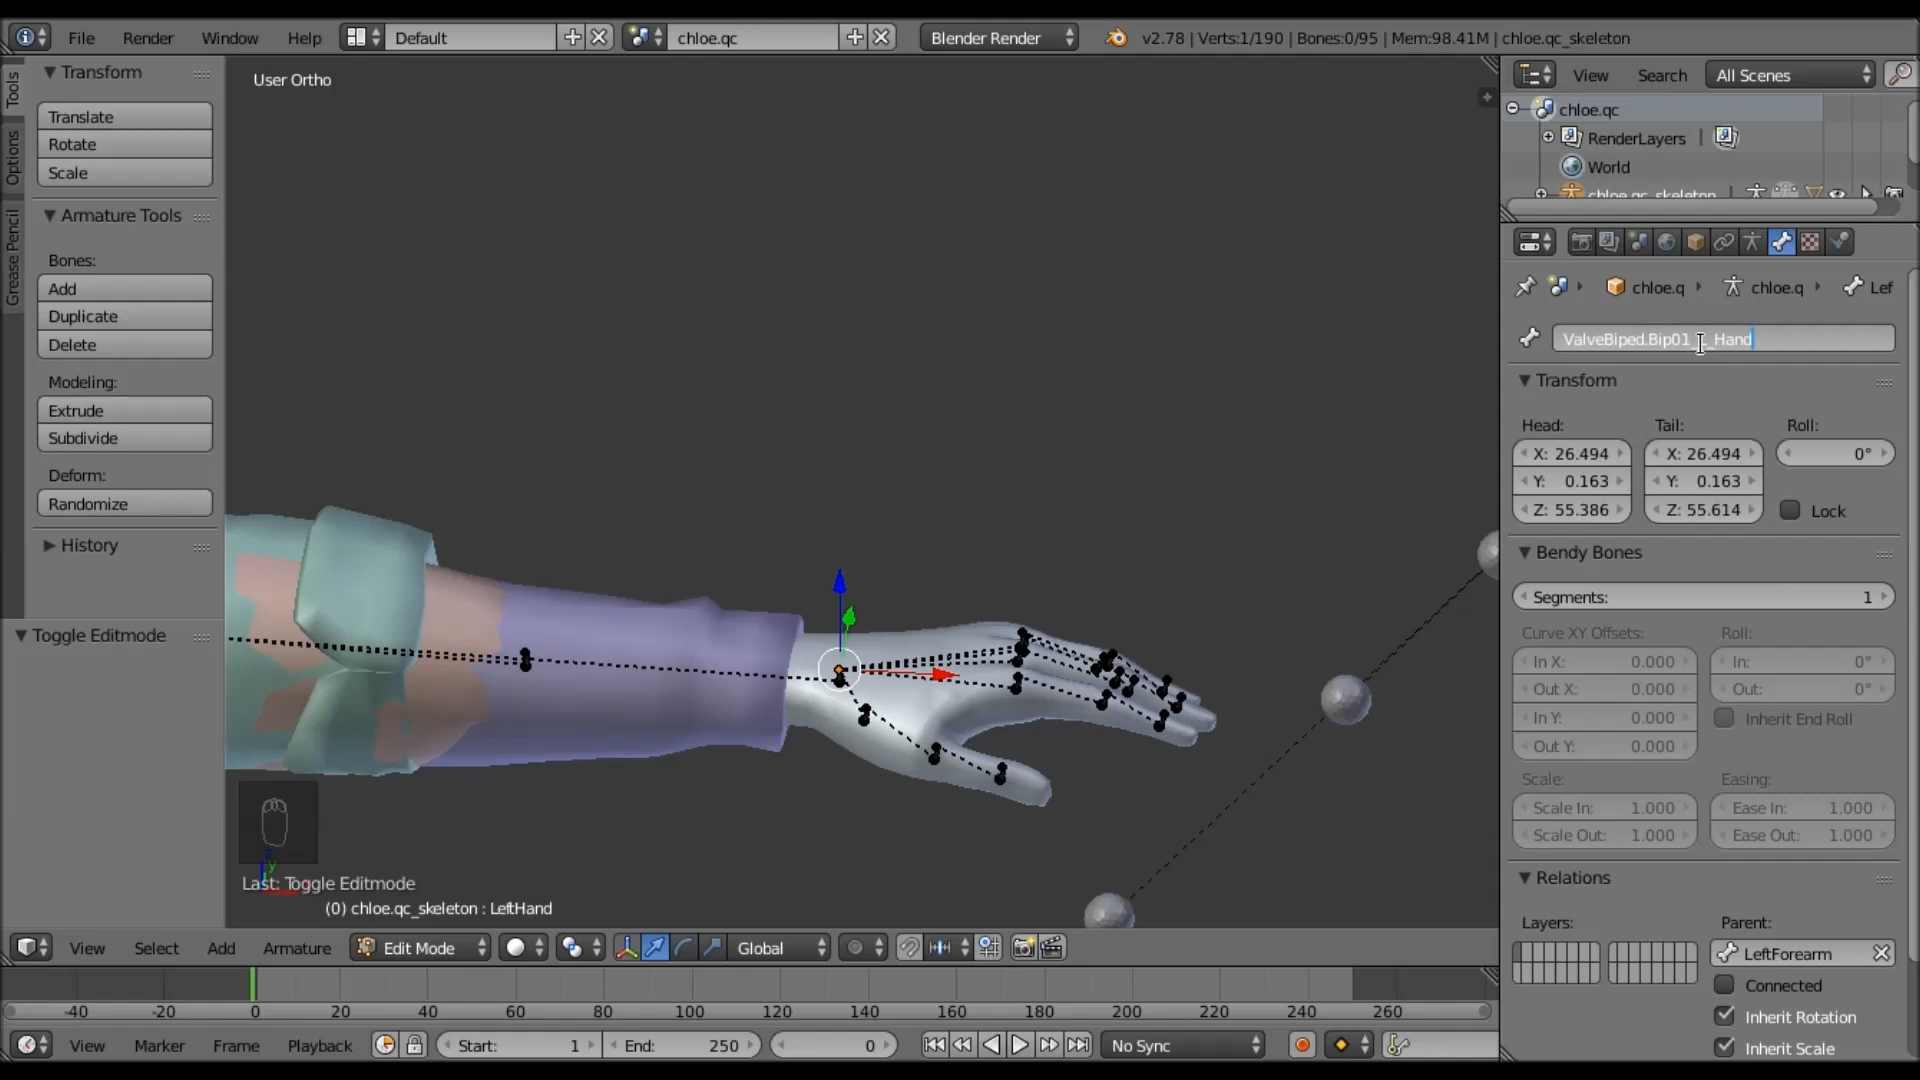 File Render Window Help Default chloe.qc Blender Render v2.78 | Verts:1/190 | Bones:0/95 | Mem:98.41M | chloe.qc_skeleton
Tools
Options
Grease Pencil
Transform
Translate
Rotate
Scale
Armature Tools
Bones:
Add
Duplicate
Delete
Modeling:
Extrude
Subdivide
Deform:
Randomize
History
Toggle Editmode
User Ortho
Last: Toggle Editmode
(0) chloe.qc_skeleton : LeftHand
View Select Add Armature Edit Mode Global
-40 -20 0 20 40 60 80 100 120 140 160 180 200 220 240 260
View Marker Frame Playback Start: 1 End: 250 0 No Sync
View Search All Scenes
chloe.qc
RenderLayers |
World
chloe.qc_skeleton |
chloe.q chloe.q Lef
ValveBiped.Bip01_L_Hand
Transform
Head: Tail: Roll:
X: 26.494 X: 26.494 0°
Y: 0.163 Y: 0.163
Z: 55.386 Z: 55.614 Lock
Bendy Bones
Segments: 1
Curve XY Offsets: Roll:
In X: 0.000 In: 0°
Out X: 0.000 Out: 0°
In Y: 0.000 Inherit End Roll
Out Y: 0.000
Scale: Easing:
Scale In: 1.000 Ease In: 1.000
Scale Out: 1.000 Ease Out: 1.000
Relations
Layers: Parent:
LeftForearm
Connected
Inherit Rotation
Inherit Scale